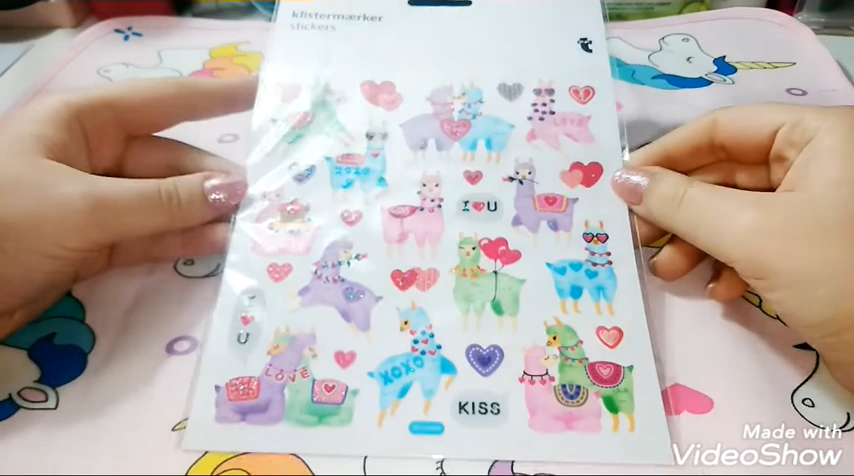 klistermærker
stickers
2020
I U
U
LOVE
XOXO
KISS
Made with
VideoShow